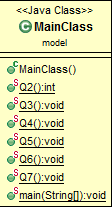 <<Java Class>>
MainClass
model
MainClass()
Q2():int
Q3():void
Q4():void
Q5():void
Q6():void
Q7():void
main(String[]):void